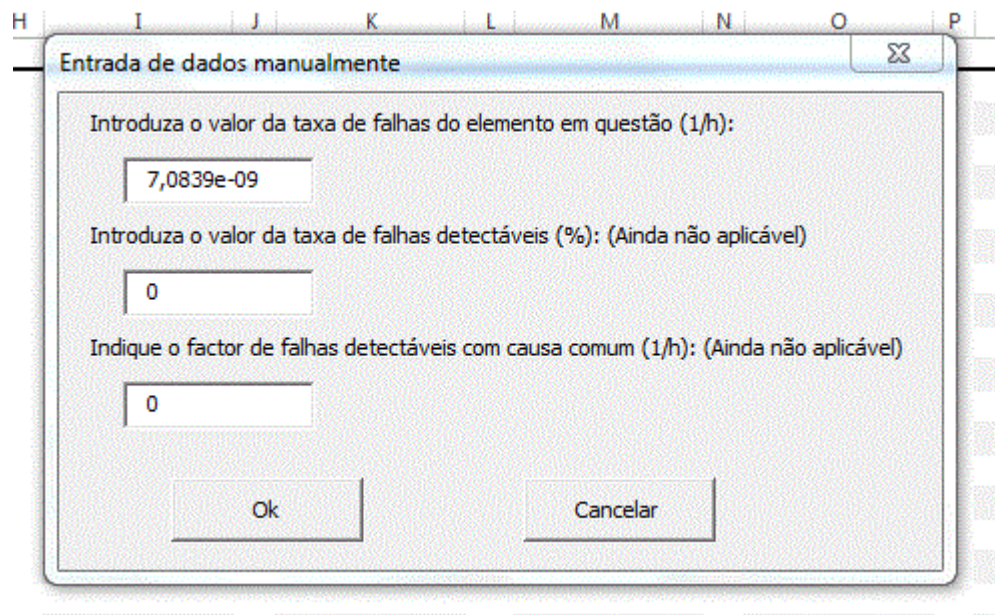 H I J K L M N O P
Entrada de dados manualmente
Introduza o valor da taxa de falhas do elemento em questão (1/h):
7,0839e-09
Introduza o valor da taxa de falhas detectáveis (%): (Ainda não aplicável)
0
Indique o factor de falhas detectáveis com causa comum (1/h): (Ainda não aplicável)
0
Ok Cancelar